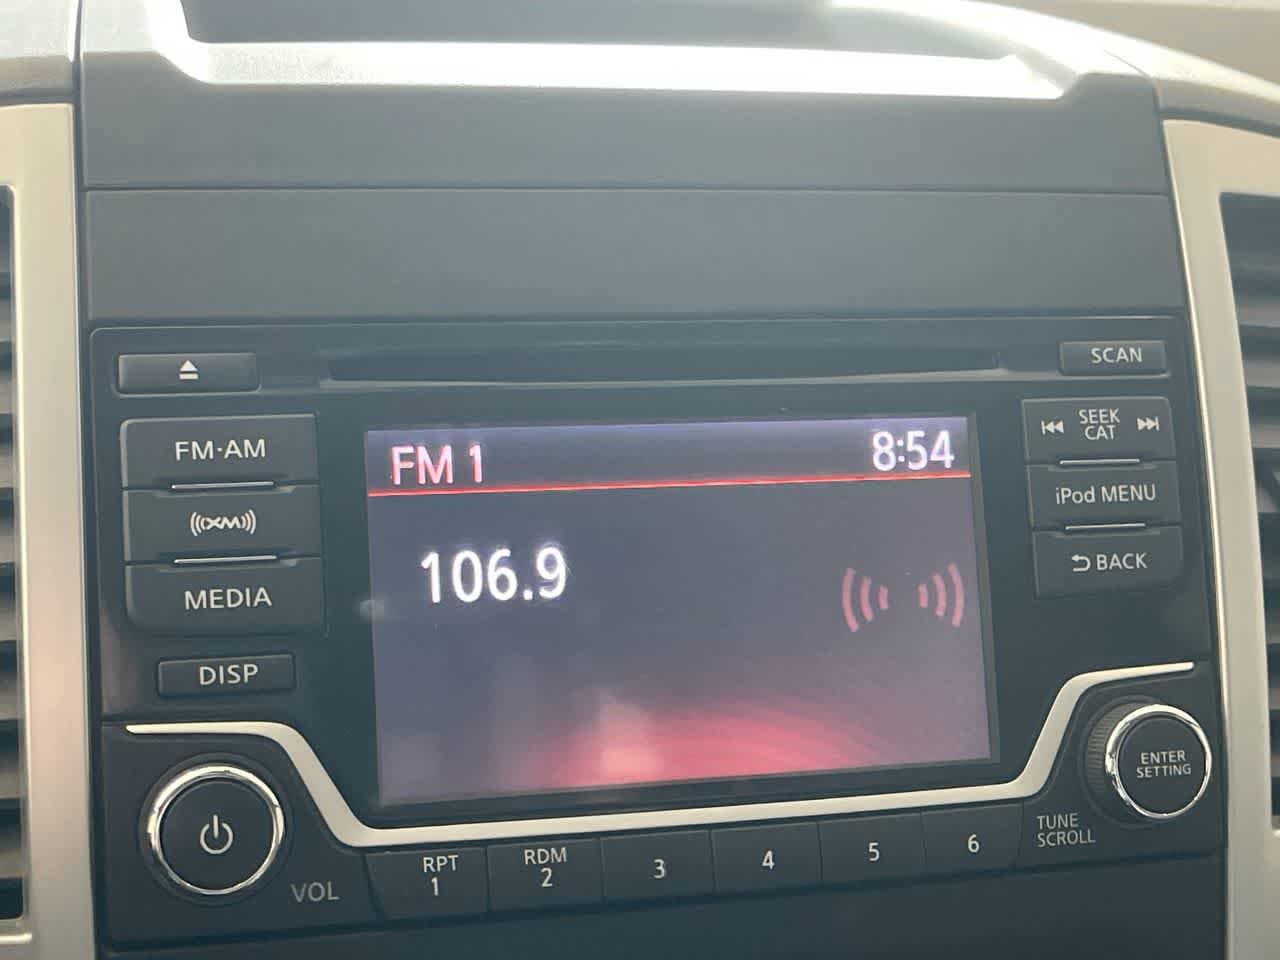 SCAN
FM·AM
SEEK
CAT
FM 1
8:54
XM
iPod MENU
106.9
BACK
MEDIA
DISP
ENTER
SETTING
TUNE
SCROLL
VOL
RPT
1
RDM
2
3
4
5
6